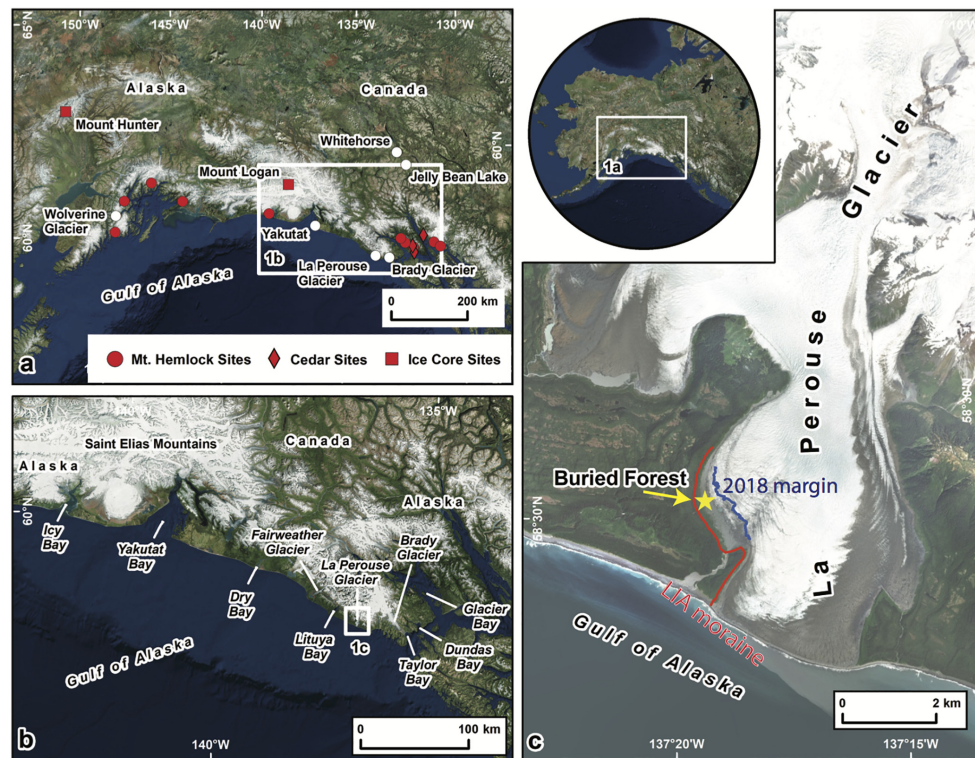 150°W
145°W
140°W
135°W
130°W
65°N
Alaska
Canada
Mount Hunter
Whitehorse
60°N
Mount Logan
Jelly Bean Lake
Wolverine
Glacier
60°N
Yakutat
1b
La Perouse
Glacier
Brady Glacier
Gulf of Alaska
0
200 km
a
Mt. Hemlock Sites
Cedar Sites
Ice Core Sites
1a
140°W
135°W
Saint Elias Mountains
Canada
Alaska
60°N
Alaska
Icy
Bay
Yakutat
Bay
Fairweather
Glacier
Brady
Glacier
La Perouse
Glacier
Dry
Bay
Glacier
Bay
Lituya
Bay
1c
Dundas
Bay
Taylor
Bay
Gulf of Alaska
0
100 km
b
140°W
Glacier
Perouse
La
58°30'N
Buried Forest
2018 margin
58°30'N
LIA moraine
Gulf of Alaska
0
2 km
c
137°20'W
137°15'W